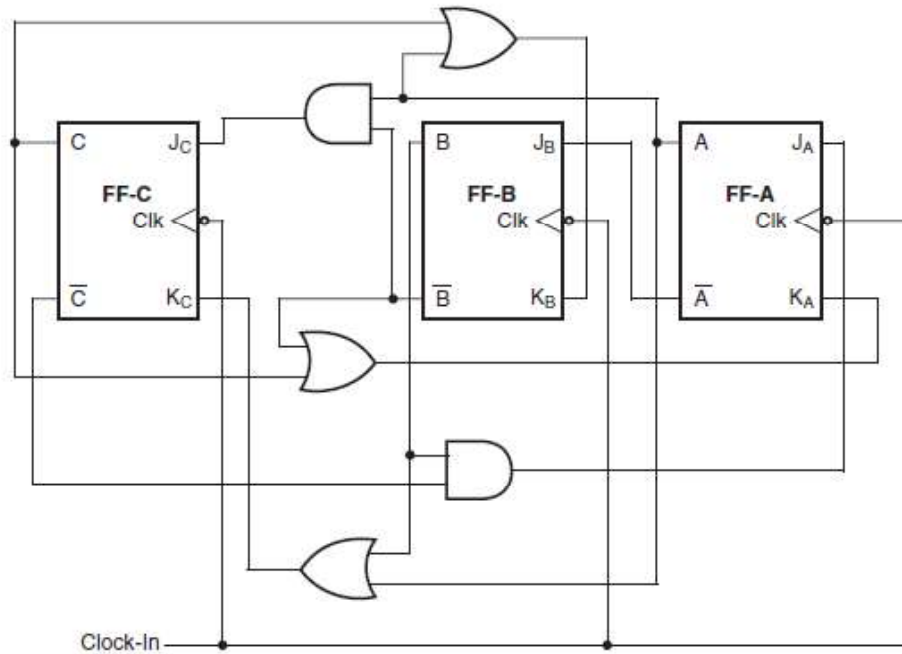 C J_C B J_B A J_A
FF-C FF-B FF-A
Clk Clk Clk
C̅ K_C B̅ K_B A̅ K_A
Clock-In